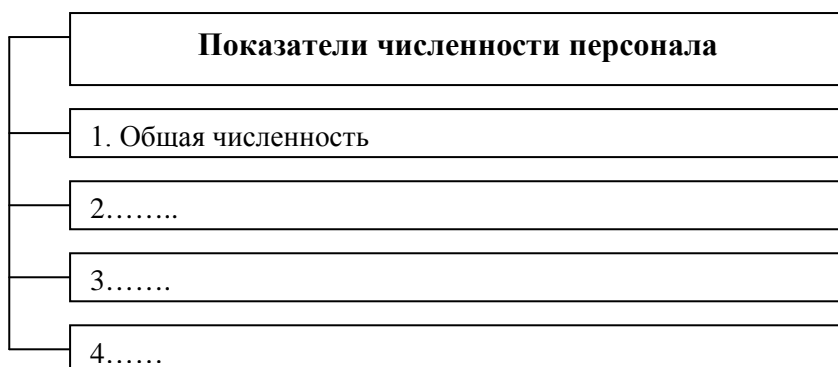 Показатели численности персонала
1. Общая численность
2……..
3…….
4……